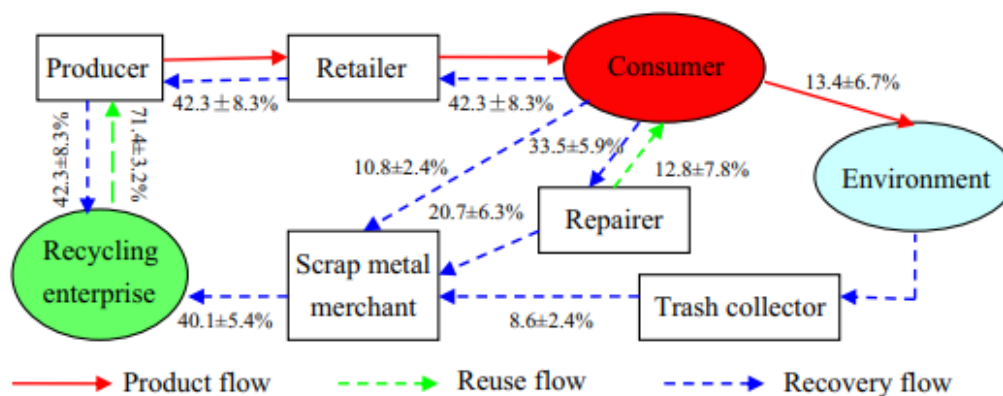 Producer
Retailer
Consumer
13.4±6.7%
42.3±8.3%
42.3±8.3%
42.3±8.3%
71.4±3.2%
10.8±2.4%
33.5±5.9%
12.8±7.8%
Environment
20.7±6.3%
Repairer
Recycling
enterprise
Scrap metal
merchant
Trash collector
40.1±5.4%
8.6±2.4%
Product flow
Reuse flow
Recovery flow